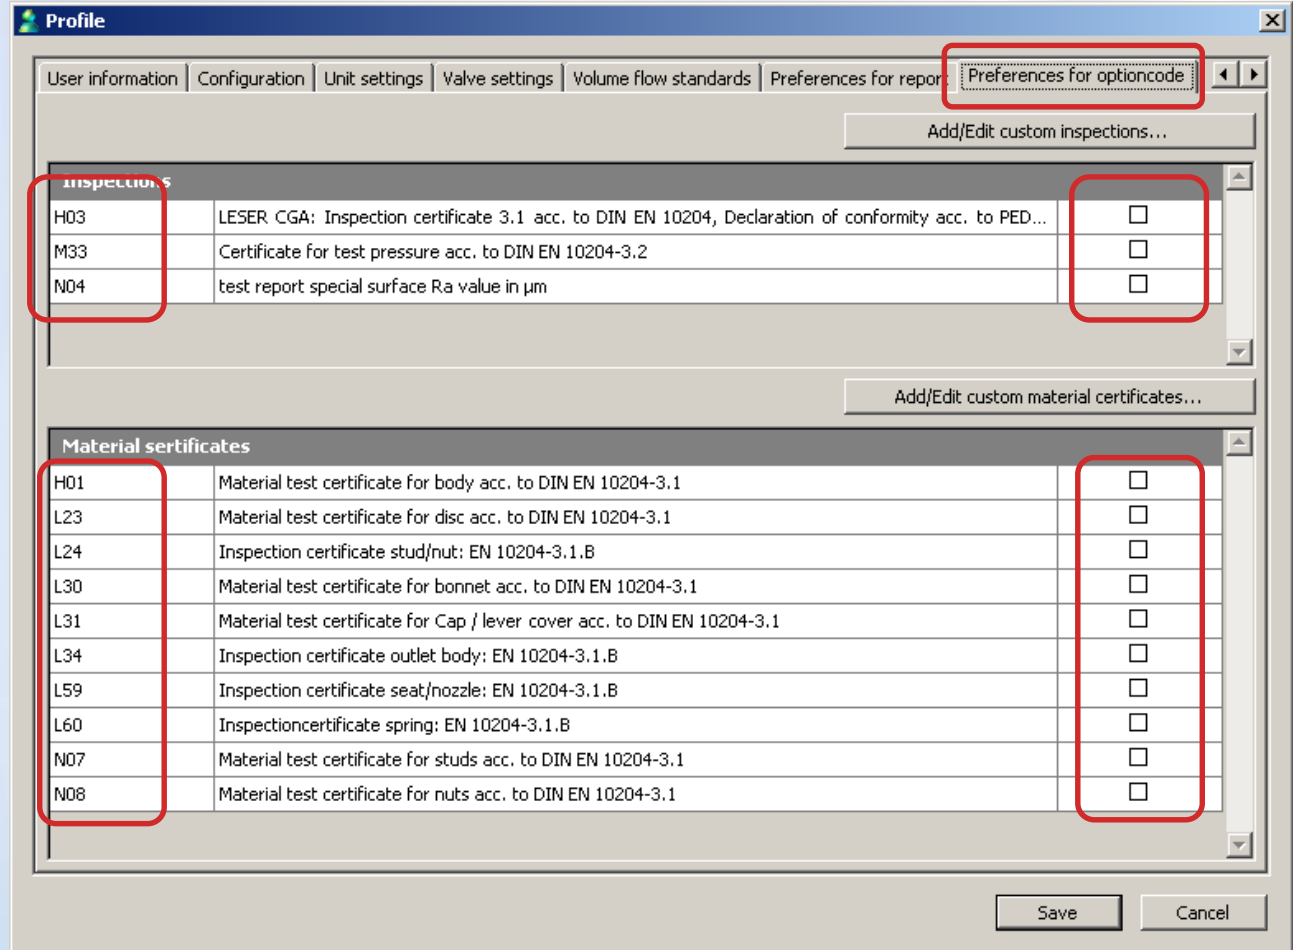 Profile
User information Configuration Unit settings Valve settings Volume flow standards Preferences for report Preferences for optioncode
Add/Edit custom inspections...
Inspections
H03 LESER CGA: Inspection certificate 3.1 acc. to DIN EN 10204, Declaration of conformity acc. to PED...
M33 Certificate for test pressure acc. to DIN EN 10204-3.2
N04 test report special surface Ra value in µm
Add/Edit custom material certificates...
Material sertificates
H01 Material test certificate for body acc. to DIN EN 10204-3.1
L23 Material test certificate for disc acc. to DIN EN 10204-3.1
L24 Inspection certificate stud/nut: EN 10204-3.1.B
L30 Material test certificate for bonnet acc. to DIN EN 10204-3.1
L31 Material test certificate for Cap / lever cover acc. to DIN EN 10204-3.1
L34 Inspection certificate outlet body: EN 10204-3.1.B
L59 Inspection certificate seat/nozzle: EN 10204-3.1.B
L60 Inspectioncertificate spring: EN 10204-3.1.B
N07 Material test certificate for studs acc. to DIN EN 10204-3.1
N08 Material test certificate for nuts acc. to DIN EN 10204-3.1
Save Cancel